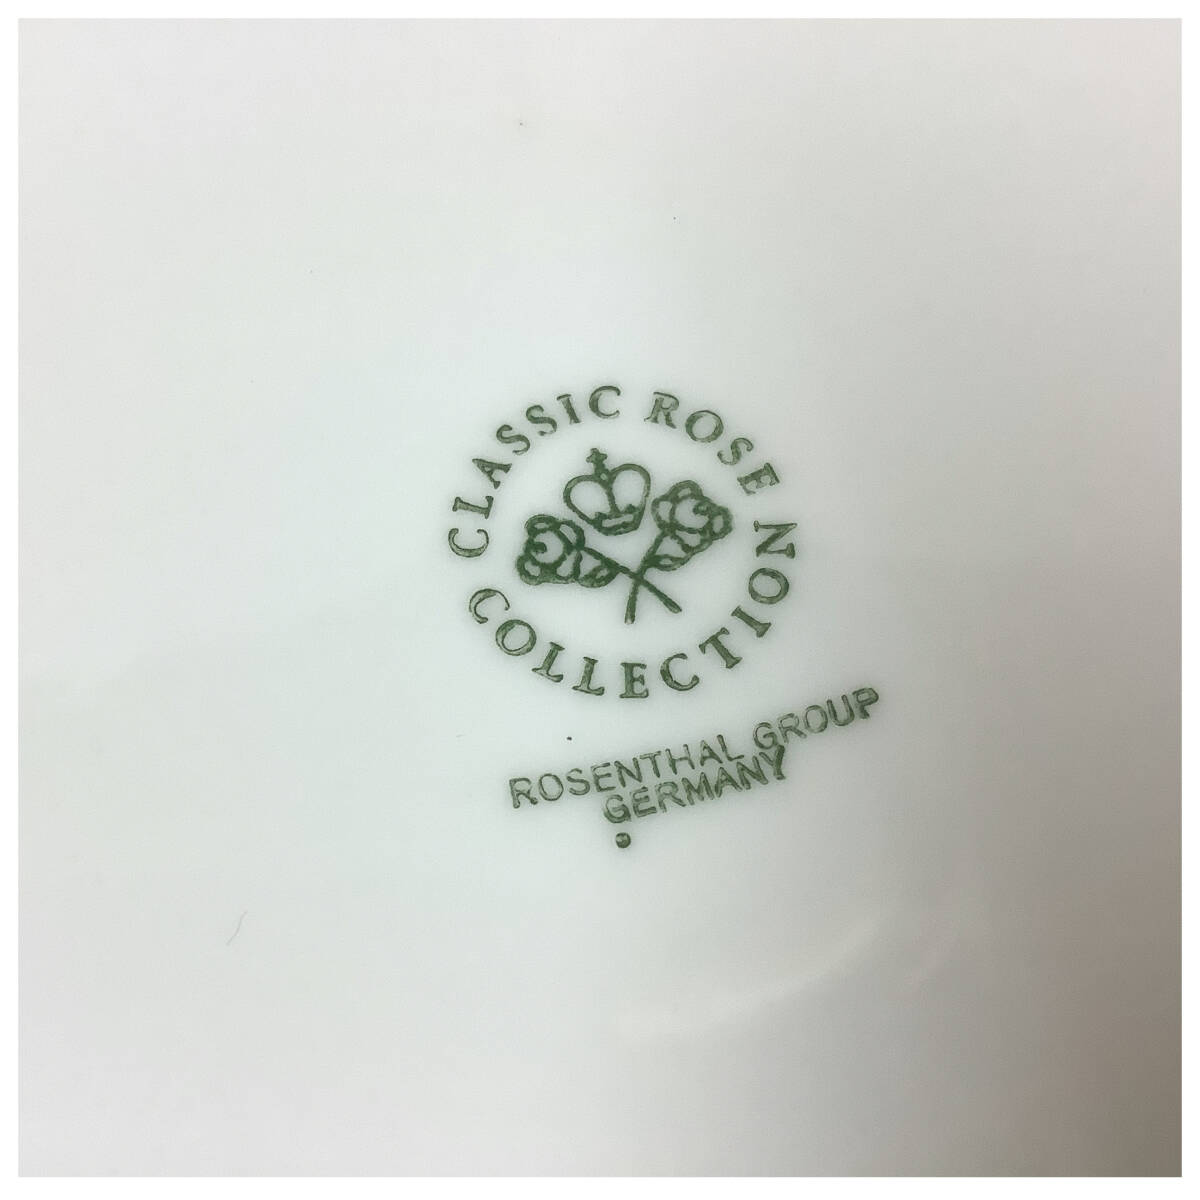 CLASSIC ROSE
COLLECTION
ROSENTHAL GROUP
GERMANY